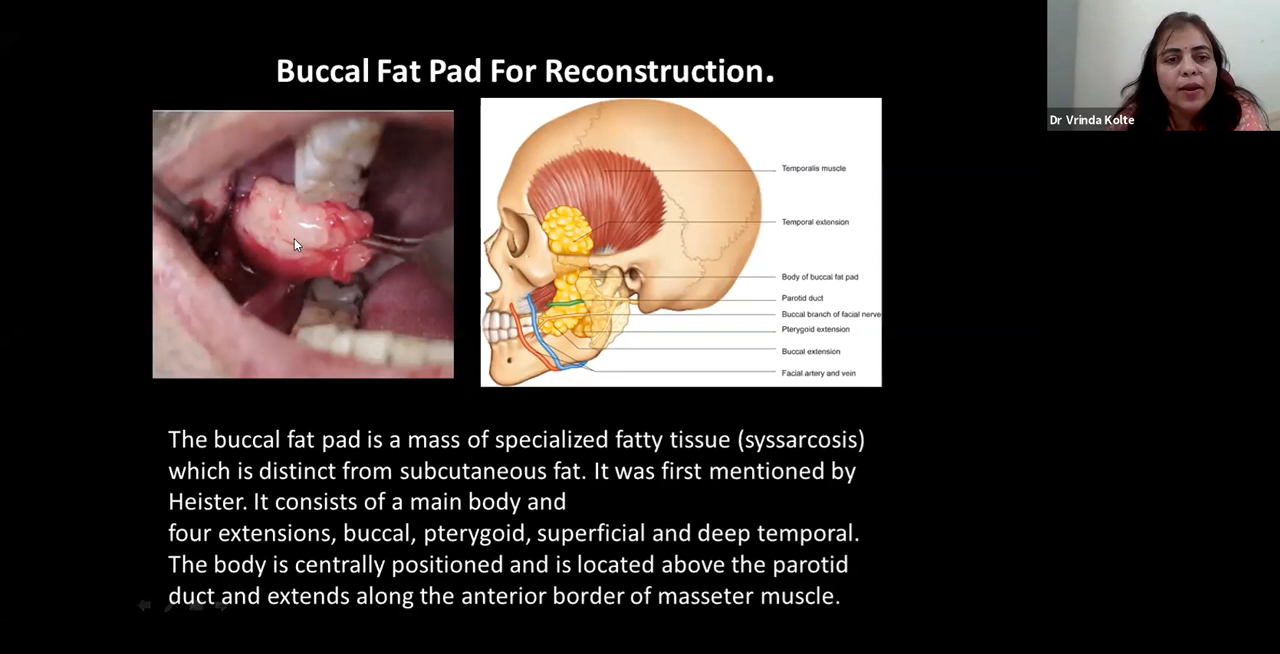 Buccal Fat Pad For Reconstruction.
Dr Vrinda Kolte
Temporalis muscle
Temporal extension
Body of buccal fat pad
Parotid duct
Buccal branch of facial nerve
Pterygoid extension
Buccal extension
Facial artery and vein
The buccal fat pad is a mass of specialized fatty tissue (syssarcosis)
which is distinct from subcutaneous fat. It was first mentioned by
Heister. It consists of a main body and
four extensions, buccal, pterygoid, superficial and deep temporal.
The body is centrally positioned and is located above the parotid
duct and extends along the anterior border of masseter muscle.